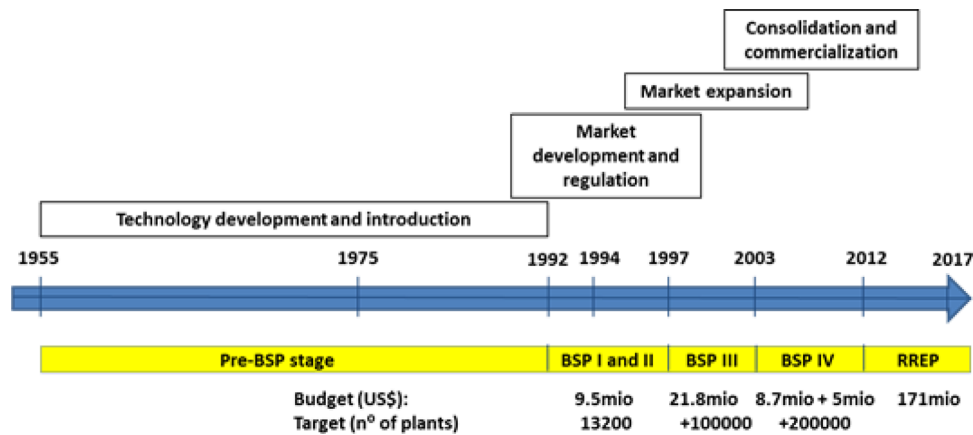 Consolidation and
commercialization
Market expansion
Market
development and
regulation
Technology development and introduction
1955 1975 1992 1994 1997 2003 2012 2017
Pre-BSP stage BSP I and II BSP III BSP IV RREP
Budget (US$): 9.5mio 21.8mio 8.7mio + 5mio 171mio
Target (nº of plants) 13200 +100000 +200000